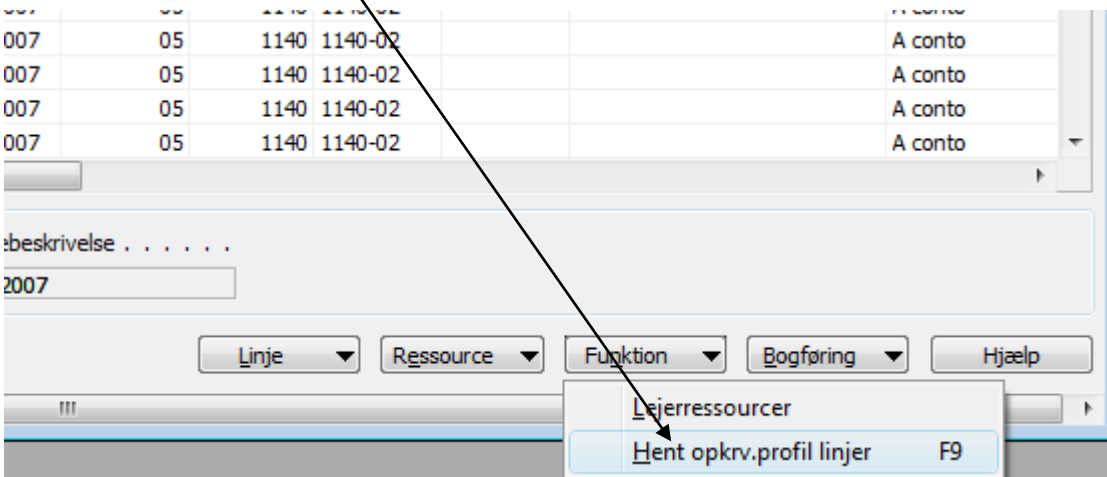 007 05 1140 1140-02 A conto
007 05 1140 1140-02 A conto
007 05 1140 1140-02 A conto
007 05 1140 1140-02 A conto
ebeskrivelse . . . . . .
2007
Linje Ressource Funktion Bogføring Hjælp
Lejerressourcer
Hent opkrv.profil linjer F9